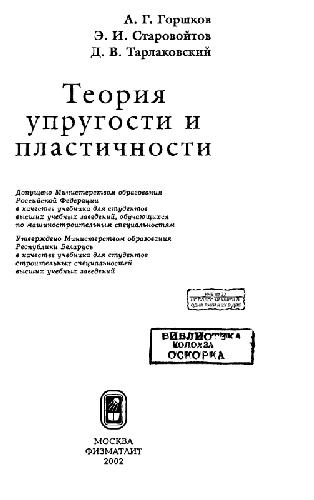 А. Г. Горшков
Э. И. Старовойтов
Д. В. Тарлаковский
Теория
упругости и
пластичности
Допущено Министерством образования
Российской Федерации
в качестве учебника для студентов
высших учебных заведений, обучающихся
по машиностроительным специальностям
Утверждено Министерством образования
Республики Беларусь
в качестве учебника для студентов
строительных специальностей
высших учебных заведений
БИБЛИОТЕКА
КОЛОХАЛ
ОСКОРКА
МОСКВА
ФИЗМАТЛИТ
2002